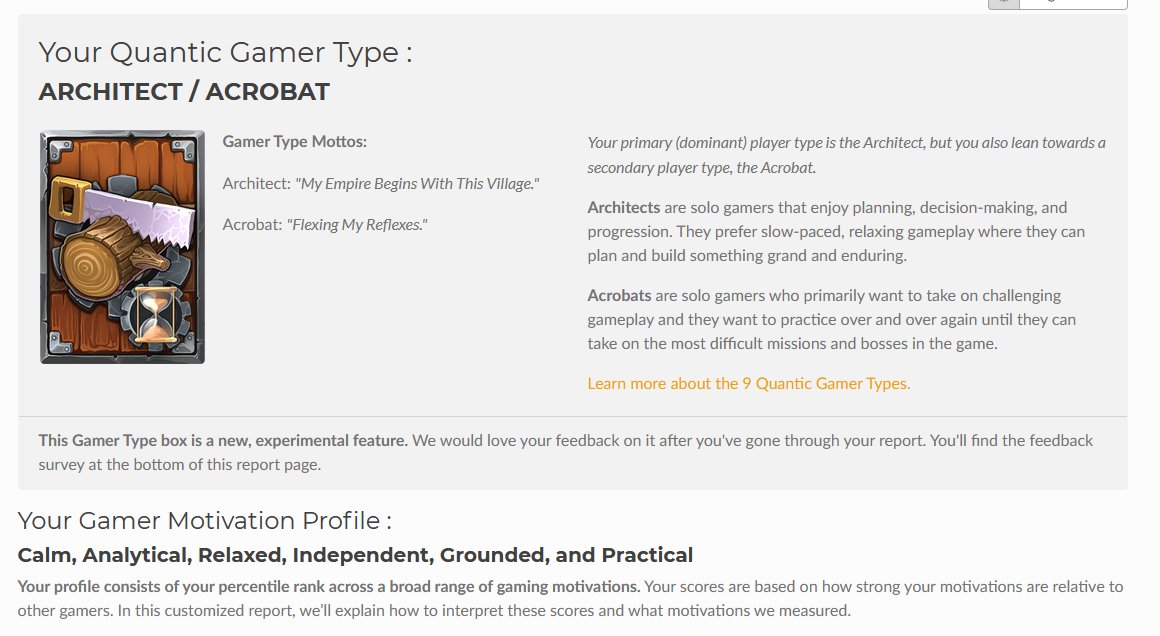 Your Quantic Gamer Type :
ARCHITECT / ACROBAT
Gamer Type Mottos:
Architect: "My Empire Begins With This Village."
Acrobat: "Flexing My Reflexes."
Your primary (dominant) player type is the Architect, but you also lean towards a
secondary player type, the Acrobat.
Architects are solo gamers that enjoy planning, decision-making, and
progression. They prefer slow-paced, relaxing gameplay where they can
plan and build something grand and enduring.
Acrobats are solo gamers who primarily want to take on challenging
gameplay and they want to practice over and over again until they can
take on the most difficult missions and bosses in the game.
Learn more about the 9 Quantic Gamer Types.
This Gamer Type box is a new, experimental feature. We would love your feedback on it after you've gone through your report. You'll find the feedback
survey at the bottom of this report page.
Your Gamer Motivation Profile :
Calm, Analytical, Relaxed, Independent, Grounded, and Practical
Your profile consists of your percentile rank across a broad range of gaming motivations. Your scores are based on how strong your motivations are relative to
other gamers. In this customized report, we'll explain how to interpret these scores and what motivations we measured.